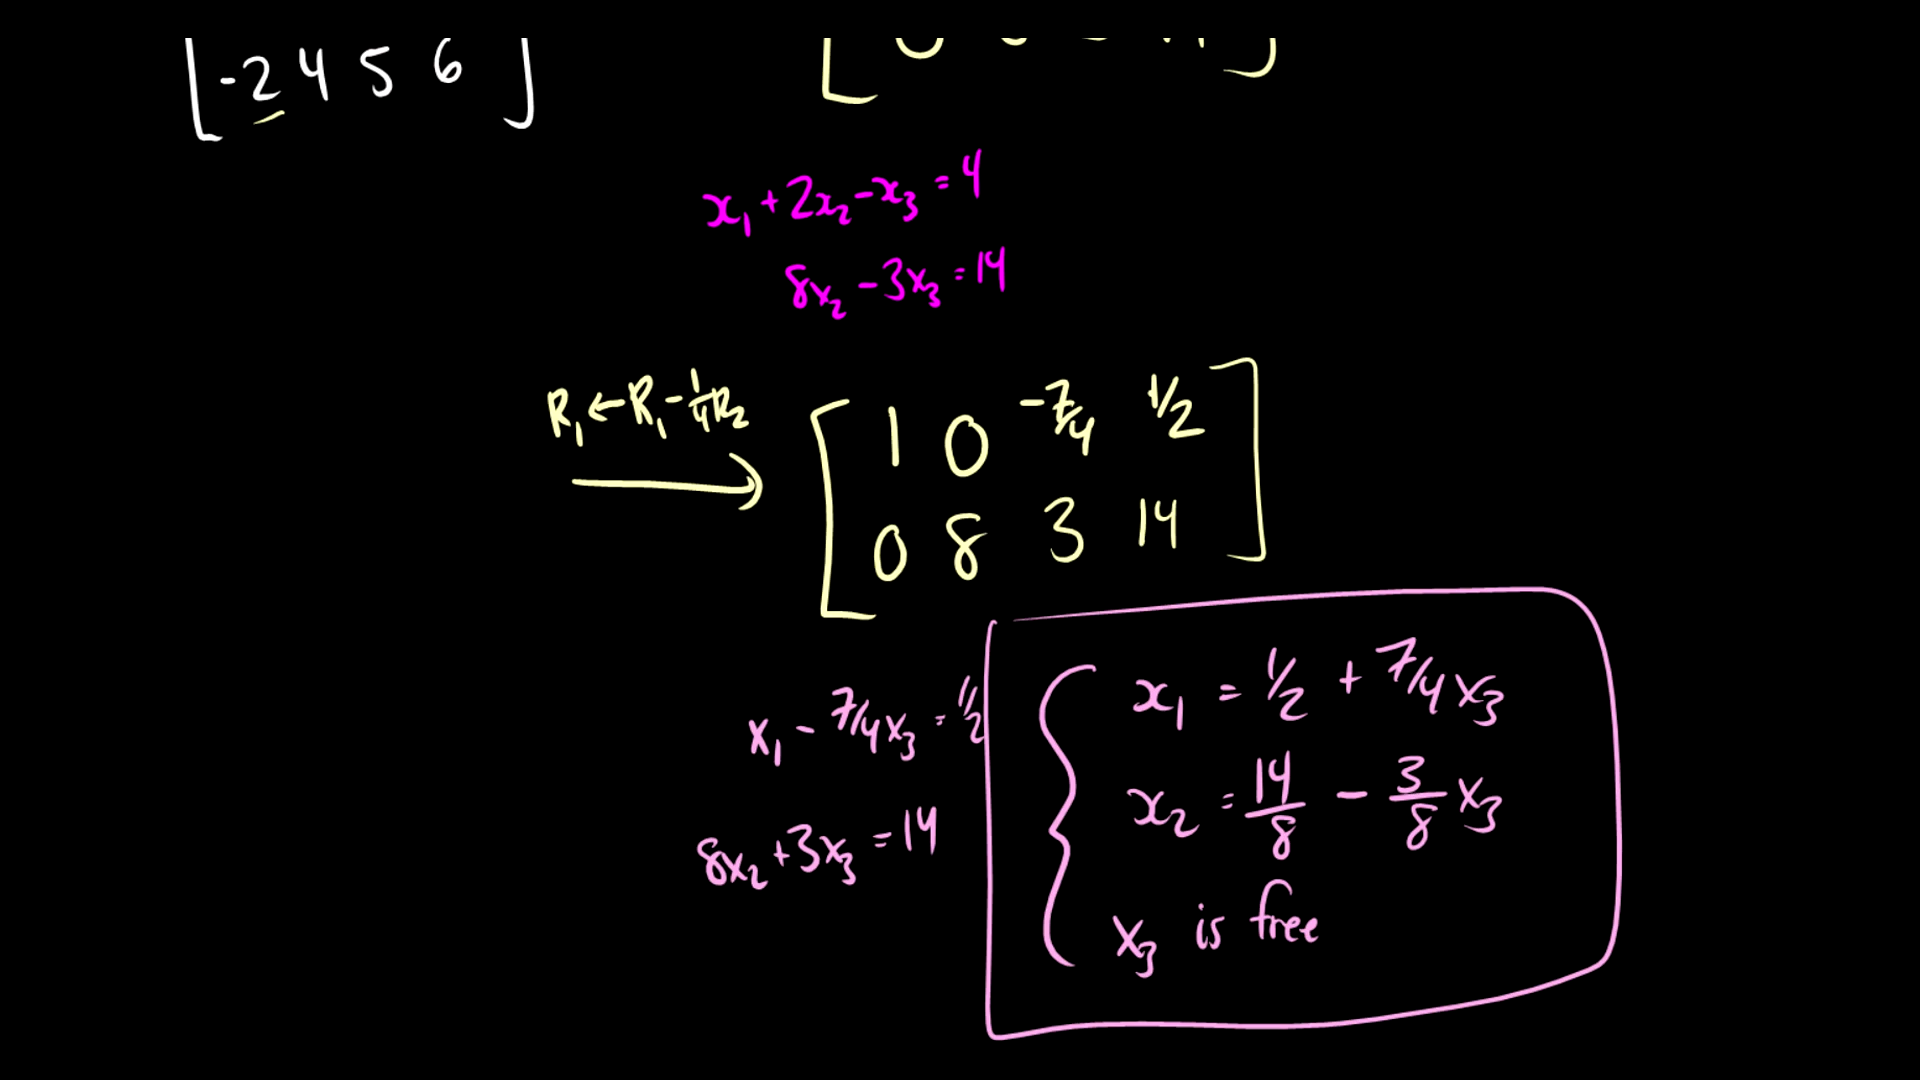 [-2 4 5 6]
x₁ + 2x₂ - x₃ = 4
8x₂ - 3x₃ = 14
R₁ ← R₁ - 1/4 R₂
[1 0 -7/4 1/2
0 8 3 14]
x₁ - 7/4 x₃ = 1/2
8x₂ + 3x₃ = 14
x₁ = 1/2 + 7/4 x₃
x₂ = 14/8 - 3/8 x₃
x₃ is free